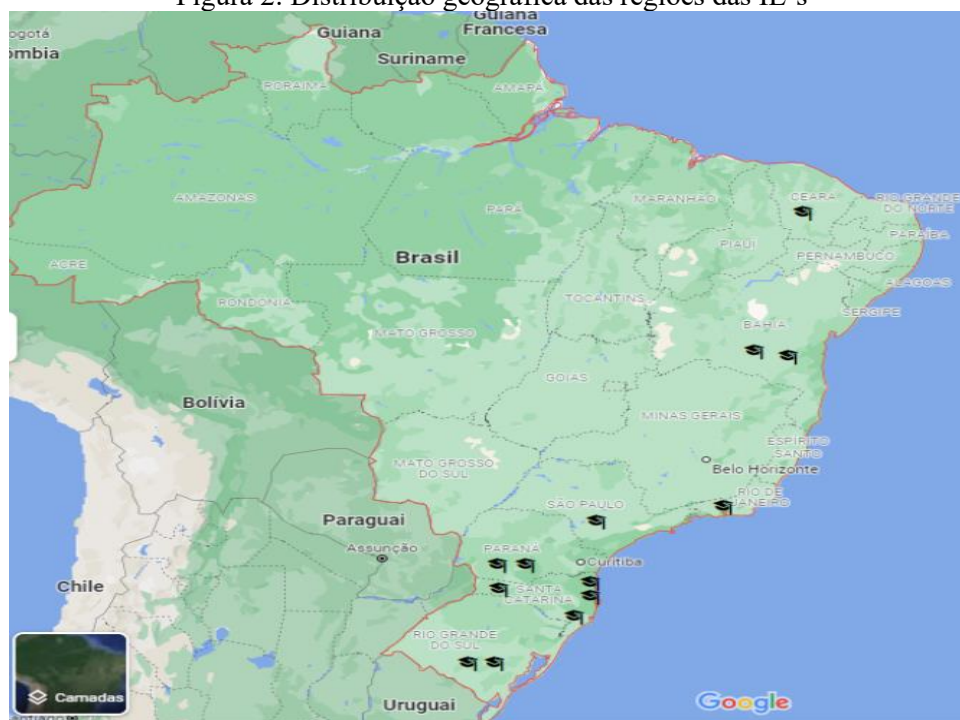 Figura 2: Distribuição geográfica das regiões das IE's
ogotá
ombia
Guiana
Guiana
Francesa
Suriname
RORAIMA
AMAPÁ
AMAZONAS
PARÁ
MARANHÃO
CEARÁ
RIO GRANDE
DO NORTE
PARAÍBA
PIAUÍ
PERNAMBUCO
ACRE
Brasil
ALAGOAS
RONDÔNIA
TOCANTINS
SERGIPE
MATO GROSSO
BAHIA
GOIÁS
Bolívia
MINAS GERAIS
ESPÍRITO
SANTO
Belo Horizonte
MATO GROSSO
DO SUL
RIO DE
JANEIRO
SÃO PAULO
Paraguai
Assunção
PARANÁ
Curitiba
Chile
SANTA
CATARINA
RIO GRANDE
DO SUL
Camadas
Uruguai
Google
antiago